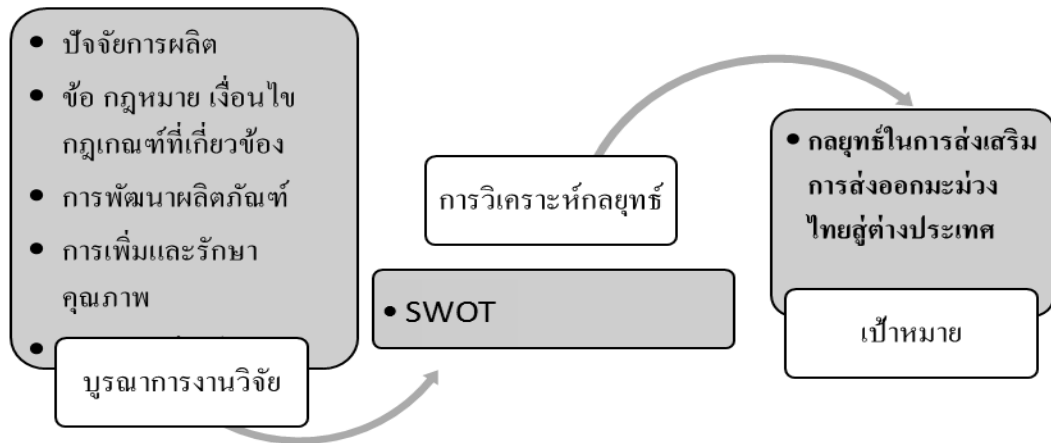 • ปัจจัยการผลิต
• ข้อ กฎหมาย เงื่อนไข
กฎเกณฑ์ที่เกี่ยวข้อง
• การพัฒนาผลิตภัณฑ์
• การเพิ่มและรักษา
คุณภาพ
•
บูรณาการงานวิจัย
การวิเคราะห์กลยุทธ์
• SWOT
• กลยุทธ์ในการส่งเสริม
การส่งออกมะม่วง
ไทยสู่ต่างประเทศ
เป้าหมาย